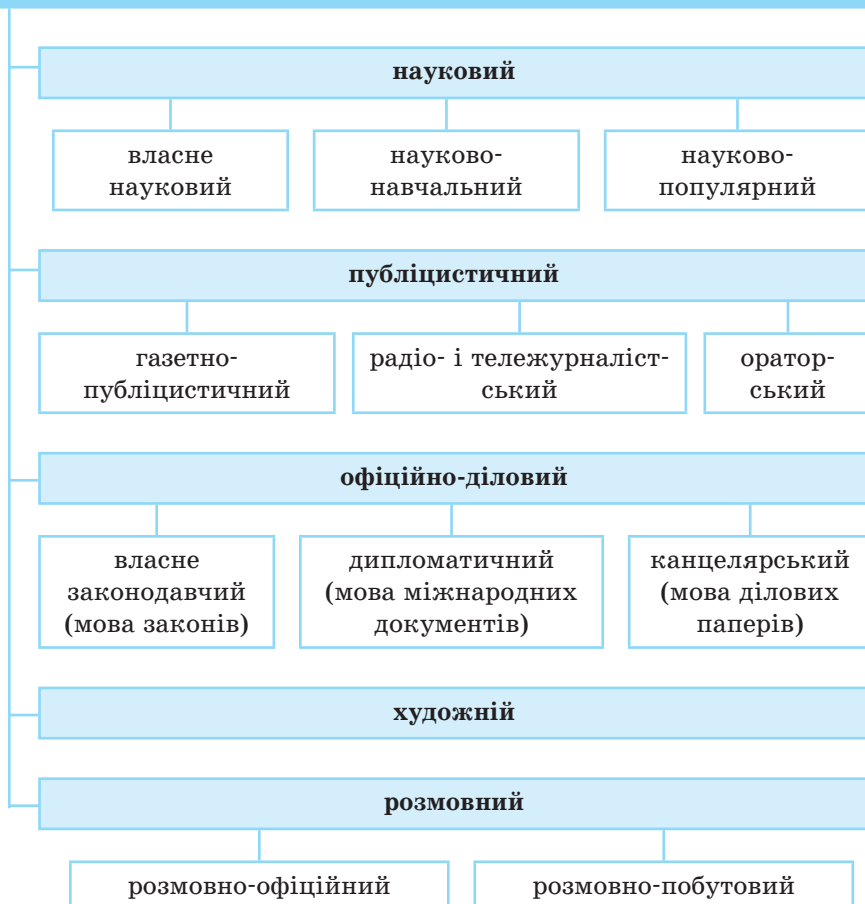 науковий
власне
науковий
науково-
навчальний
науково-
популярний
публіцистичний
газетно-
публіцистичний
радіо- і тележурналіст-
ський
оратор-
ський
офіційно-діловий
власне
законодавчий
(мова законів)
дипломатичний
(мова міжнародних
документів)
канцелярський
(мова ділових
паперів)
художній
розмовний
розмовно-офіційний
розмовно-побутовий